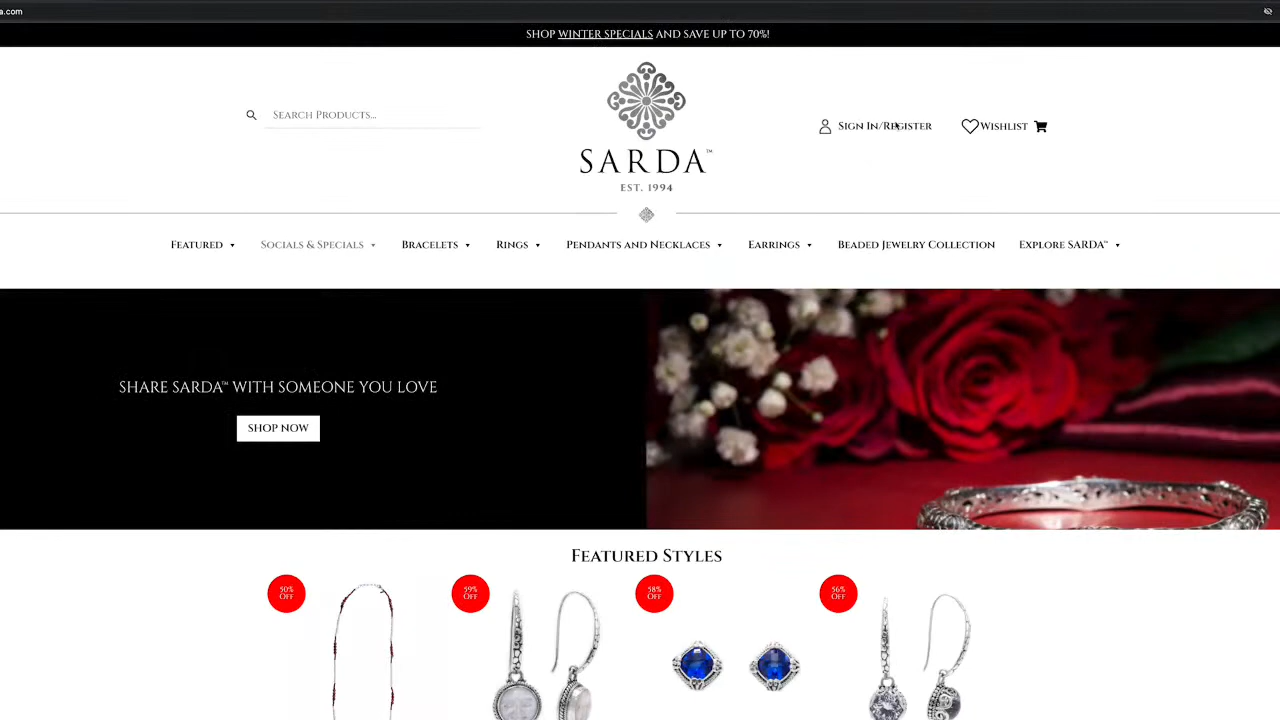 a.com
SHOP WINTER SPECIALS AND SAVE UP TO 70%!
SEARCH PRODUCTS...
SARDA™
EST. 1994
SIGN IN/REGISTER
WISHLIST
FEATURED
SOCIALS & SPECIALS
BRACELETS
RINGS
PENDANTS AND NECKLACES
EARRINGS
BEADED JEWELRY COLLECTION
EXPLORE SARDA™
SHARE SARDA™ WITH SOMEONE YOU LOVE
SHOP NOW
FEATURED STYLES
50%
OFF
59%
OFF
58%
OFF
56%
OFF